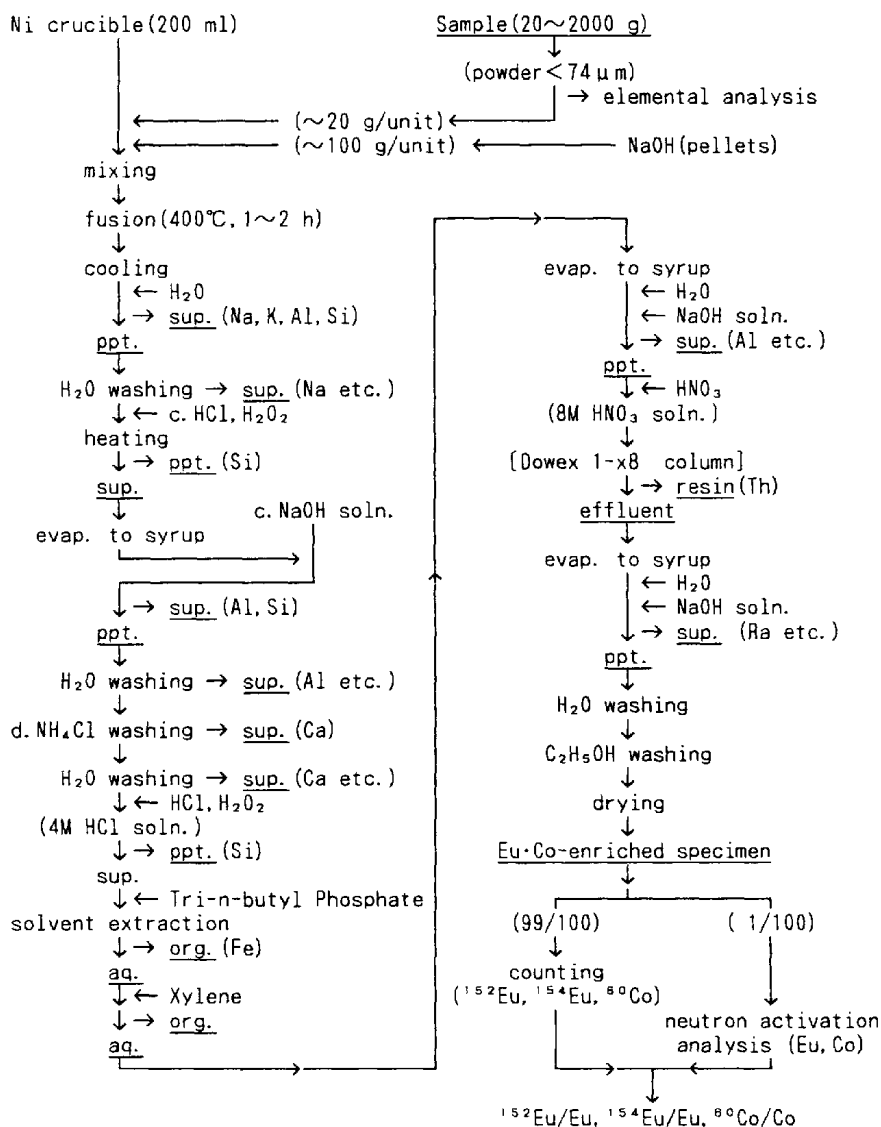 Ni crucible(200 ml)
Sample(20～2000 g)
(powder＜74μm)
→ elemental analysis
(～20 g/unit)
(～100 g/unit)
NaOH(pellets)
mixing
fusion(400℃, 1～2 h)
cooling
← H₂O
→ sup. (Na, K, Al, Si)
ppt.
H₂O washing → sup. (Na etc.)
← c. HCl, H₂O₂
heating
→ ppt. (Si)
sup.
c. NaOH soln.
evap. to syrup
→ sup. (Al, Si)
ppt.
H₂O washing → sup. (Al etc.)
d. NH₄Cl washing → sup. (Ca)
H₂O washing → sup. (Ca etc.)
← HCl, H₂O₂
(4M HCl soln.)
→ ppt. (Si)
sup.
← Tri-n-butyl Phosphate
solvent extraction
→ org. (Fe)
aq.
← Xylene
→ org.
aq.
evap. to syrup
← H₂O
← NaOH soln.
→ sup. (Al etc.)
ppt.
← HNO₃
(8M HNO₃ soln.)
[Dowex 1-x8 column]
→ resin(Th)
effluent
evap. to syrup
← H₂O
← NaOH soln.
→ sup. (Ra etc.)
ppt.
H₂O washing
C₂H₅OH washing
drying
Eu·Co-enriched specimen
(99/100)
( 1/100)
counting
(¹⁵²Eu, ¹⁵⁴Eu, ⁶⁰Co)
neutron activation
analysis (Eu, Co)
¹⁵²Eu/Eu, ¹⁵⁴Eu/Eu, ⁶⁰Co/Co